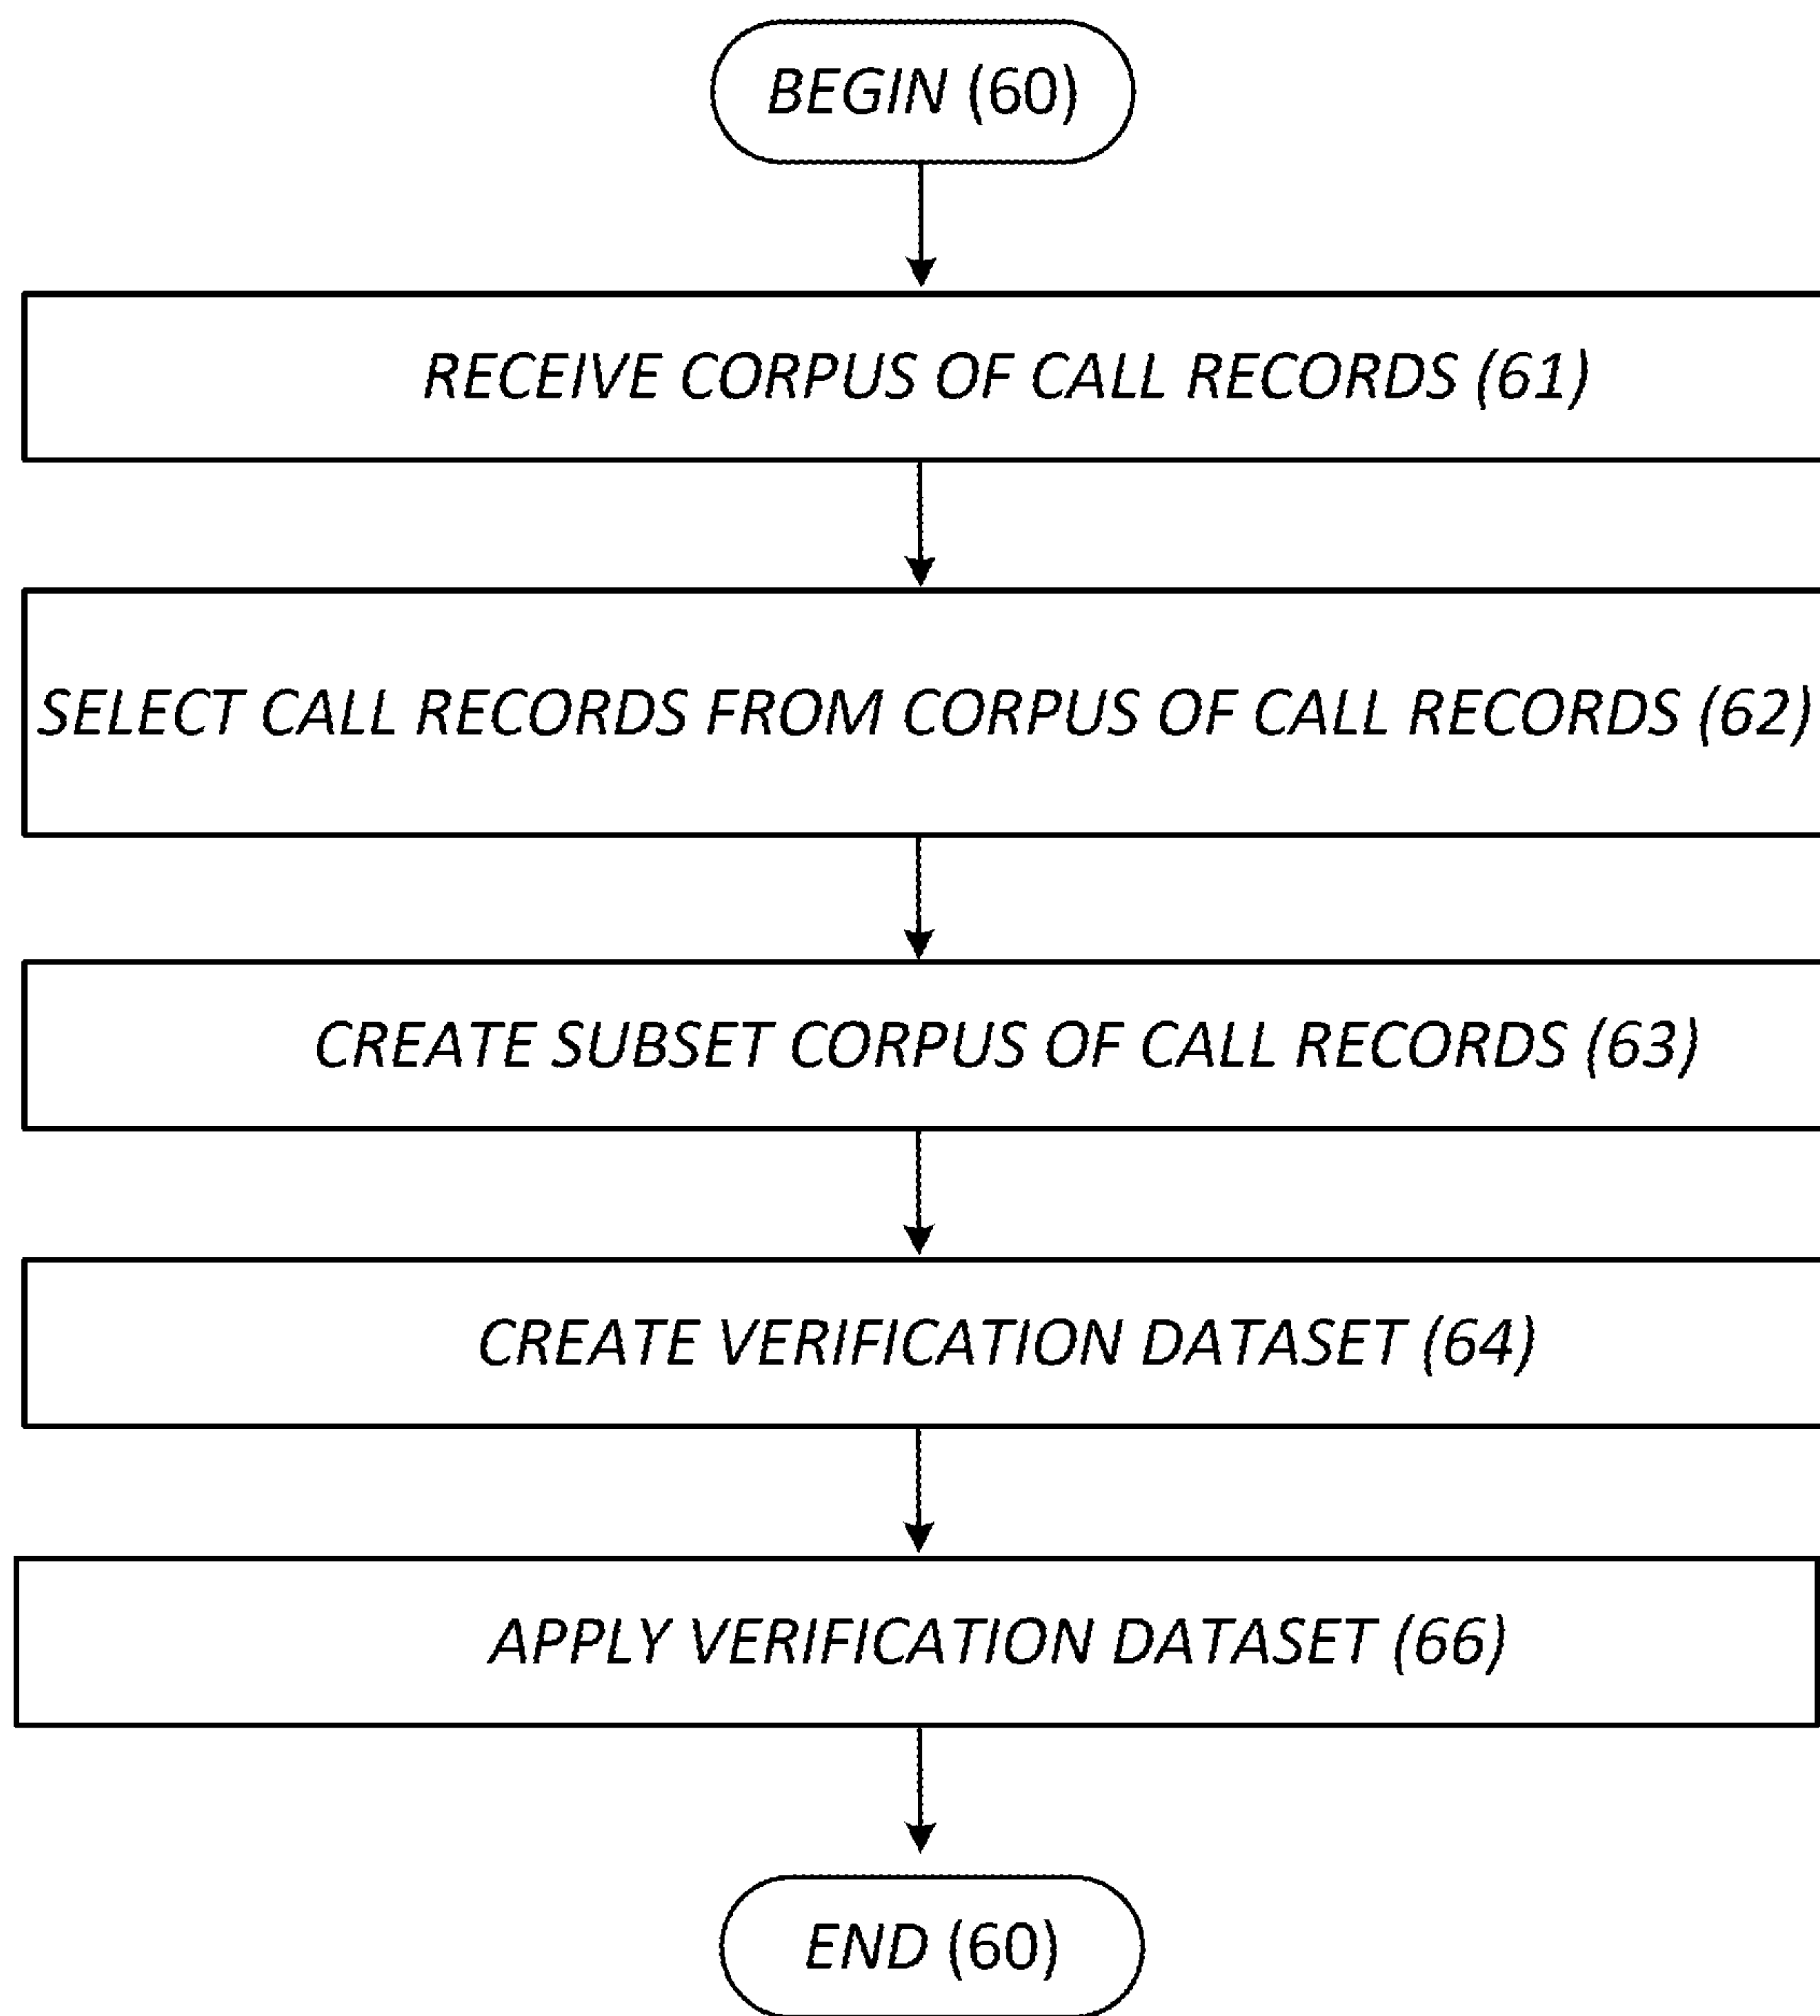 BEGIN (60)
RECEIVE CORPUS OF CALL RECORDS (61)
SELECT CALL RECORDS FROM CORPUS OF CALL RECORDS (62)
CREATE SUBSET CORPUS OF CALL RECORDS (63)
CREATE VERIFICATION DATASET (64)
APPLY VERIFICATION DATASET (66)
END (60)